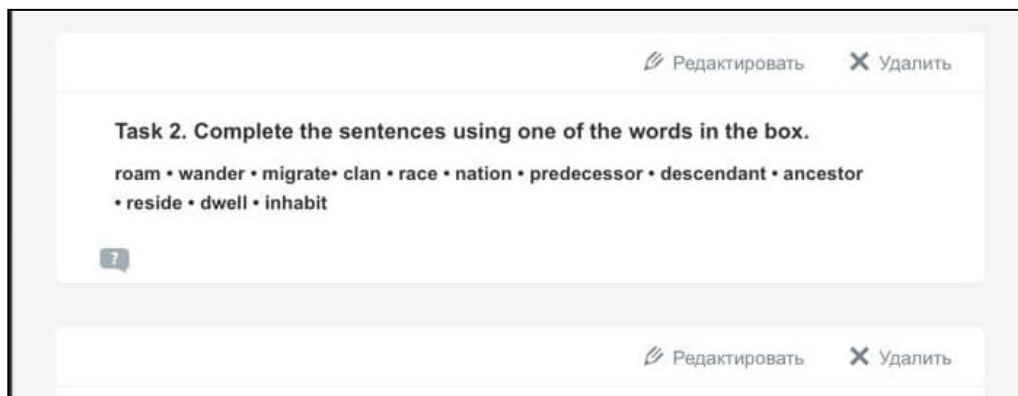 Редактировать Удалить
Task 2. Complete the sentences using one of the words in the box.
roam • wander • migrate• clan • race • nation • predecessor • descendant • ancestor
• reside • dwell • inhabit
?
Редактировать Удалить